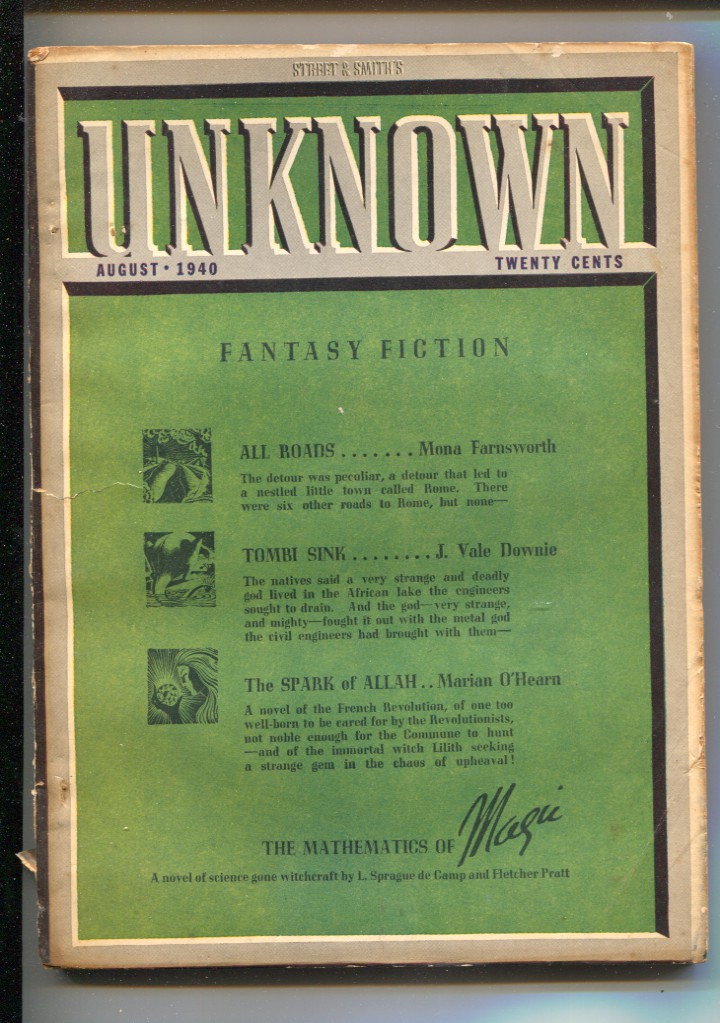 STREET & SMITH'S
UNKNOWN
AUGUST · 1940 TWENTY CENTS
FANTASY FICTION
ALL ROADS . . . . . . . Mona Farnsworth
The detour was peculiar, a detour that led to
a nestled little town called Rome. There
were six other roads to Rome, but none—
TOMBI SINK . . . . . . . . J. Vale Downie
The natives said a very strange and deadly
god lived in the African lake the engineers
sought to drain. And the god—very strange,
and mighty—fought it out with the metal god
the civil engineers had brought with them—
The SPARK of ALLAH . . Marian O'Hearn
A novel of the French Revolution, of one too
well-born to be cared for by the Revolutionists,
not noble enough for the Commune to hunt
—and of the immortal witch Lilith seeking
a strange gem in the chaos of upheaval!
THE MATHEMATICS OF Magic
A novel of science gone witchcraft by L. Sprague de Camp and Fletcher Pratt